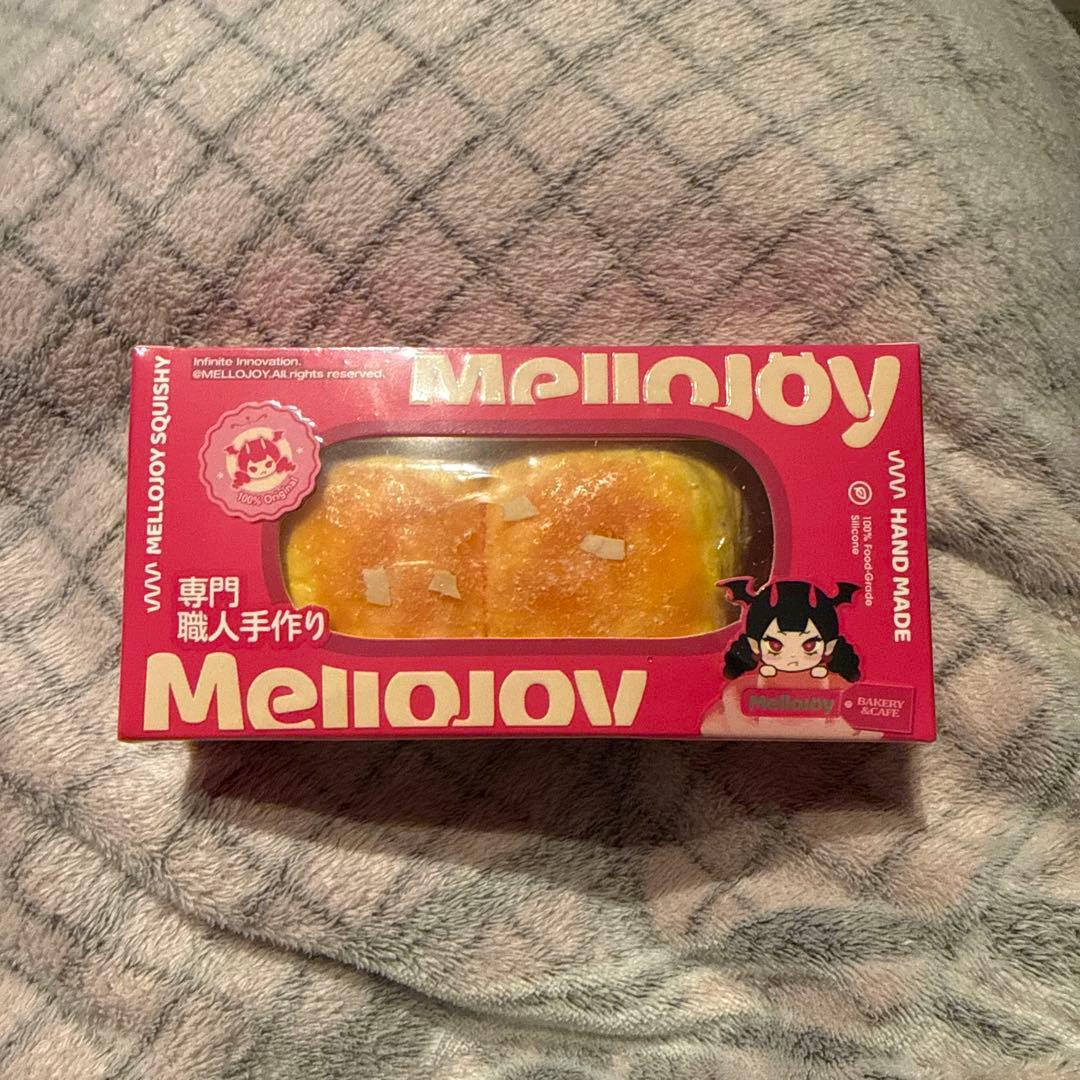 Infinite Innovation.
@MELLOJOY.All rights reserved.
MelloJoy
MELLOJOY SQUISHY
100% Original
HAND MADE
100% Food-Grade
Silicone
専門
職人手作り
MelloJoy
MelloJoy
BAKERY
&CAFE